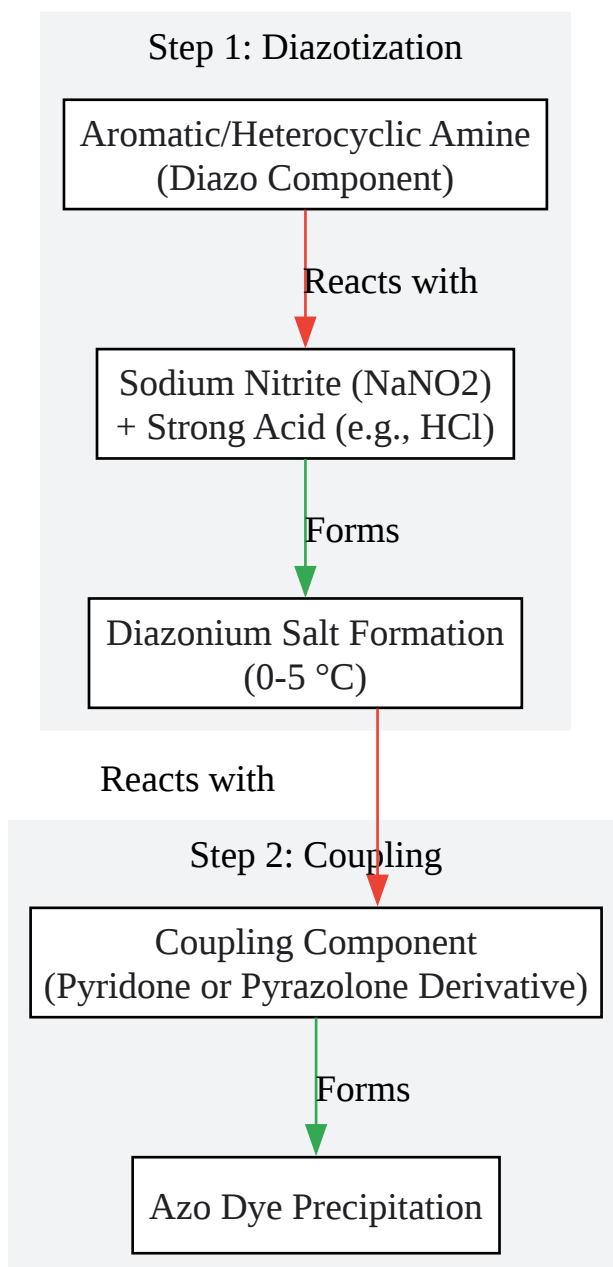 Step 1: Diazotization
Aromatic/Heterocyclic Amine
(Diazo Component)
Reacts with
Sodium Nitrite (NaNO2)
+ Strong Acid (e.g., HCl)
Forms
Diazonium Salt Formation
(0-5 °C)
Reacts with
Step 2: Coupling
Coupling Component
(Pyridone or Pyrazolone Derivative)
Forms
Azo Dye Precipitation